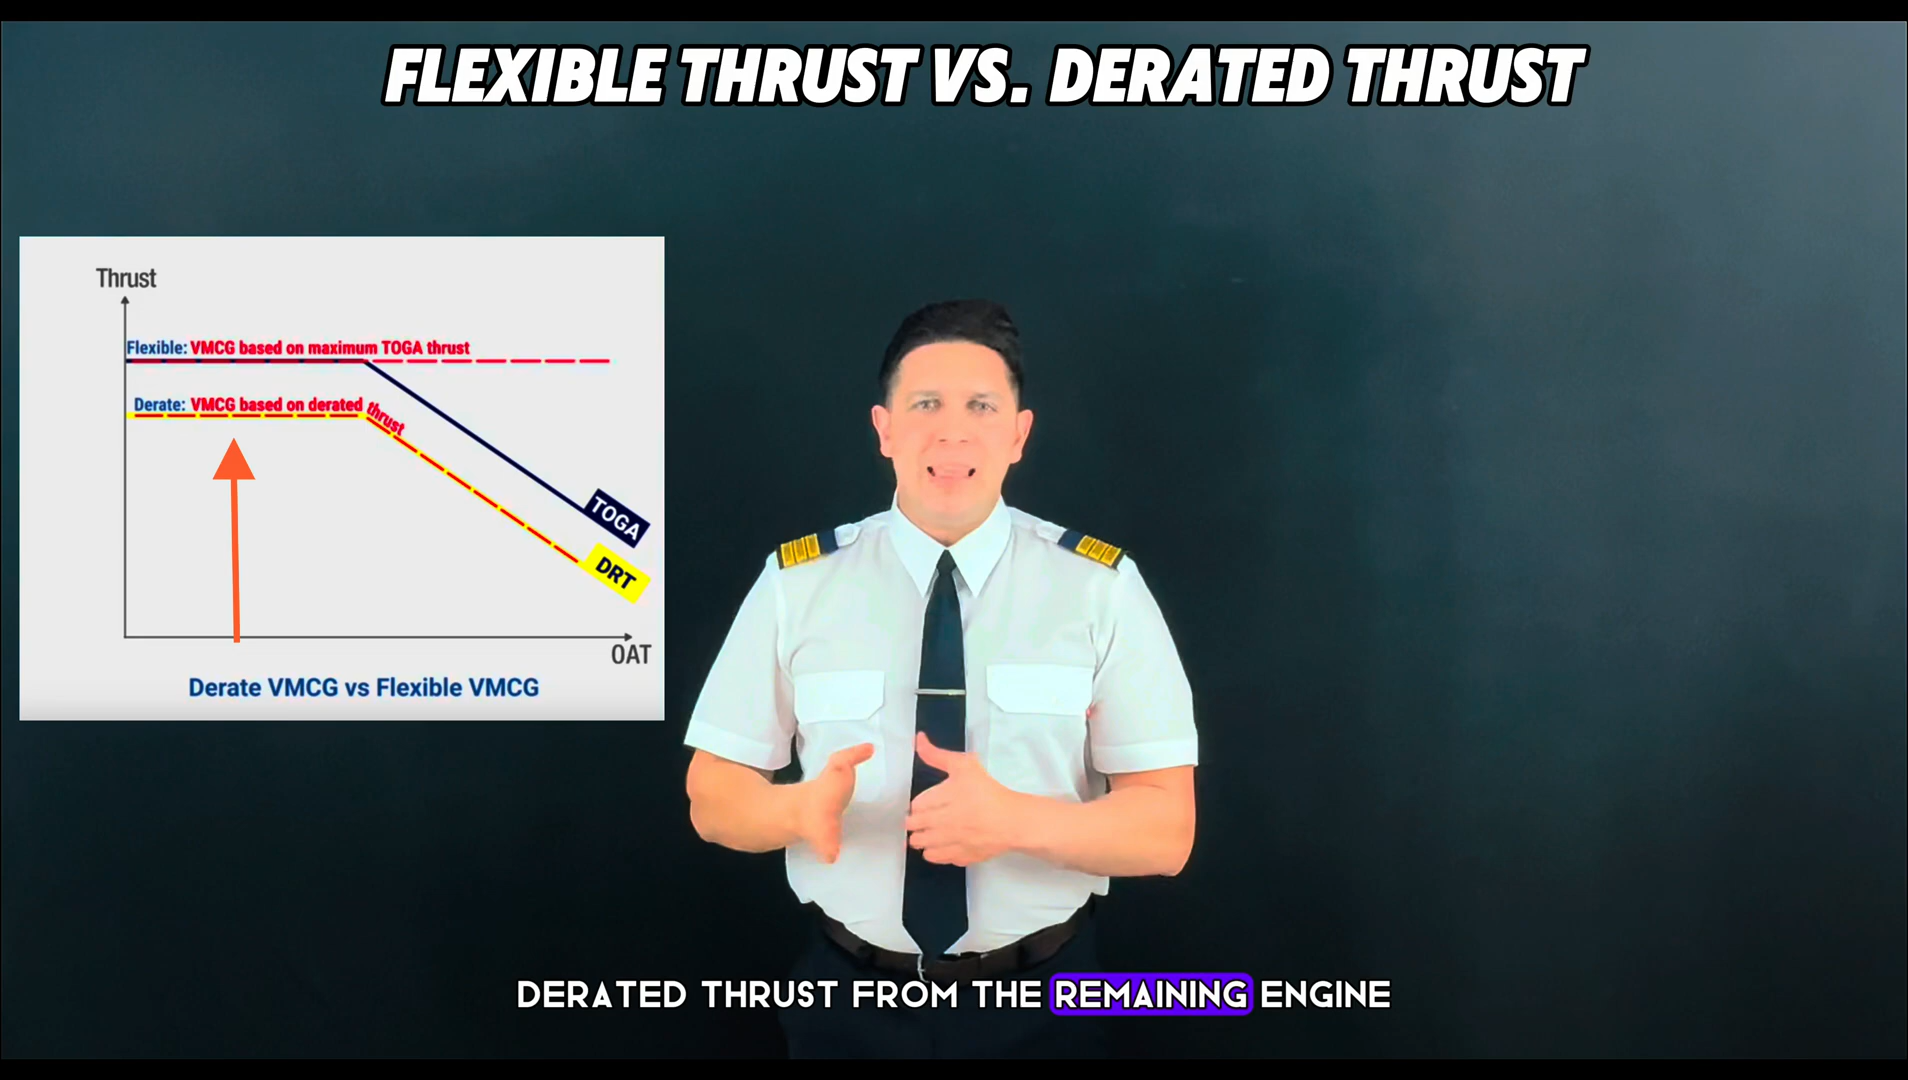 FLEXIBLE THRUST VS. DERATED THRUST
Thrust
Flexible: VMCG based on maximum TOGA thrust
Derate: VMCG based on derated thrust
TOGA
DRT
OAT
Derate VMCG vs Flexible VMCG
DERATED THRUST FROM THE REMAINING ENGINE